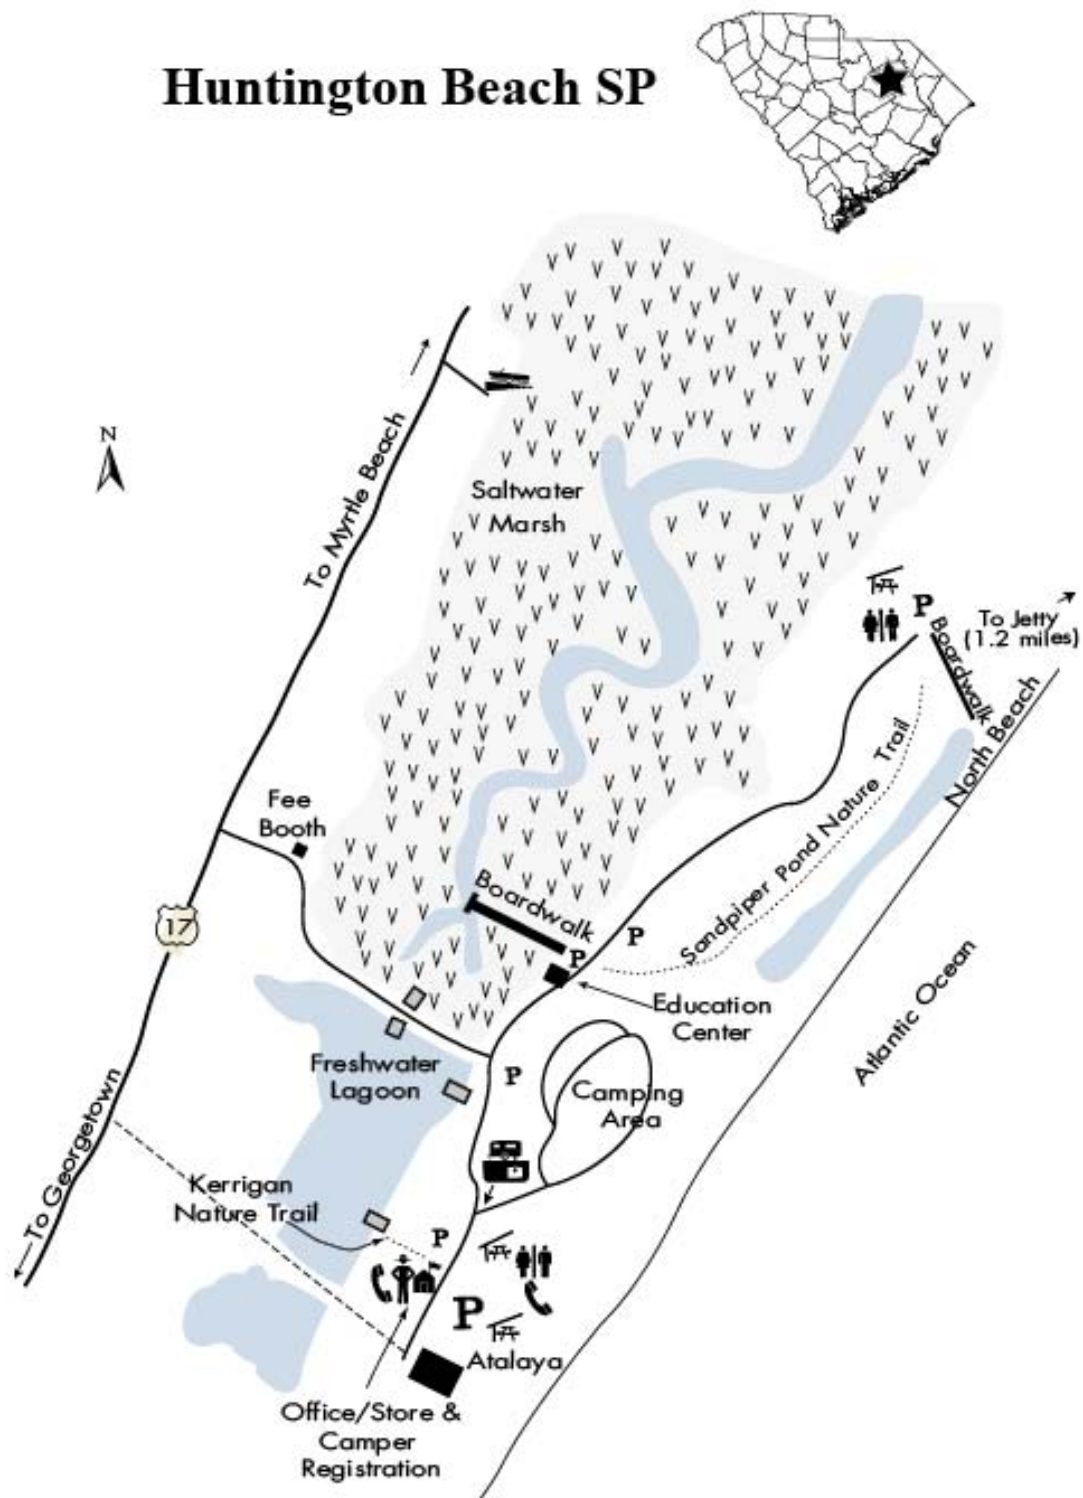 Huntington Beach SP
N
To Myrtle Beach
Saltwater
Marsh
P
Boardwalk
To Jetty
(1.2 miles)
North Beach
Sandpiper Pond Nature Trail
Fee
Booth
17
Boardwalk
P
P
Education
Center
Atlantic Ocean
Freshwater
Lagoon
P
Camping
Area
To Georgetown
Kerrigan
Nature Trail
P
P
Atalaya
Office/Store &
Camper
Registration